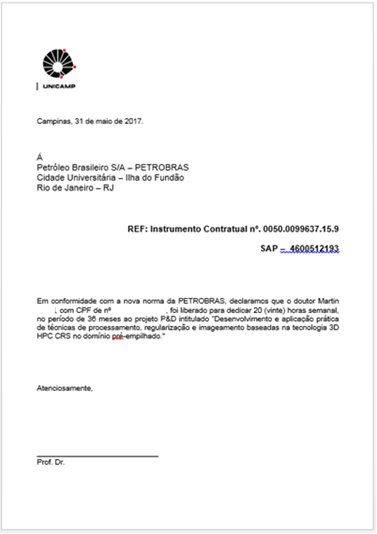 UNICAMP
Campinas, 31 de maio de 2017.
Á
Petróleo Brasileiro S/A – PETROBRAS
Cidade Universitária – Ilha do Fundão
Rio de Janeiro – RJ
REF: Instrumento Contratual nº. 0050.0099637.15.9
SAP – 4600512193
Em conformidade com a nova norma da PETROBRAS, declaramos que o doutor Martin
, com CPF de nº , foi liberado para dedicar 20 (vinte) horas semanal,
no período de 36 meses ao projeto P&D intitulado "Desenvolvimento e aplicação prática
de técnicas de processamento, regularização e imageamento baseadas na tecnologia 3D
HPC CRS no domínio pré-empilhado."
Atenciosamente,
Prof. Dr.